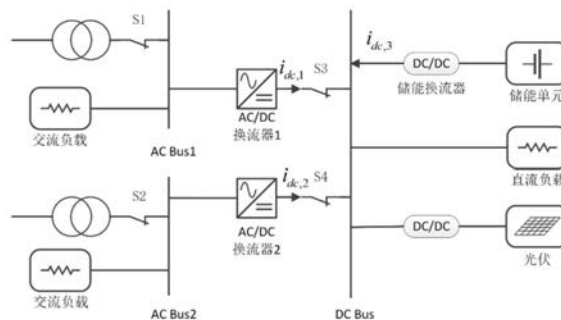 S1
交流负载
AC Bus1
AC/DC
换流器1
i_{dc,1}
S3
i_{dc,3}
DC/DC
储能换流器
储能单元
直流负载
S2
交流负载
AC Bus2
AC/DC
换流器2
i_{dc,2}
S4
DC/DC
光伏
DC Bus